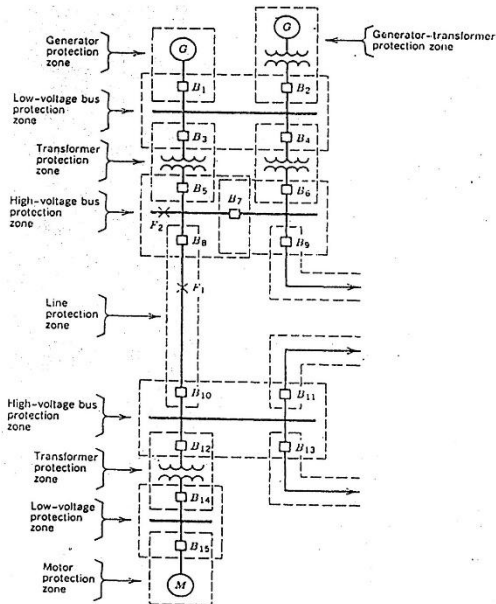 Generator
protection
zone
G
G
Generator-transformer
protection zone
B1
B2
Low-voltage bus
protection
zone
B3
B4
Transformer
protection
zone
B5
B6
B7
High-voltage bus
protection
zone
F2
B8
B9
F1
Line
protection
zone
B10
B11
High-voltage bus
protection
zone
B12
B13
Transformer
protection
zone
B14
Low-voltage
protection
zone
B15
Motor
protection
zone
M